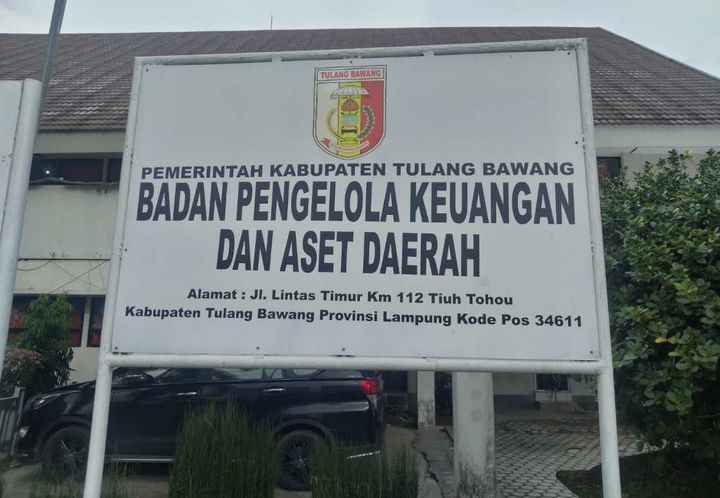 TULANG BAWANG
PEMERINTAH KABUPATEN TULANG BAWANG
BADAN PENGELOLA KEUANGAN
DAN ASET DAERAH
Alamat : Jl. Lintas Timur Km 112 Tiuh Tohou
Kabupaten Tulang Bawang Provinsi Lampung Kode Pos 34611